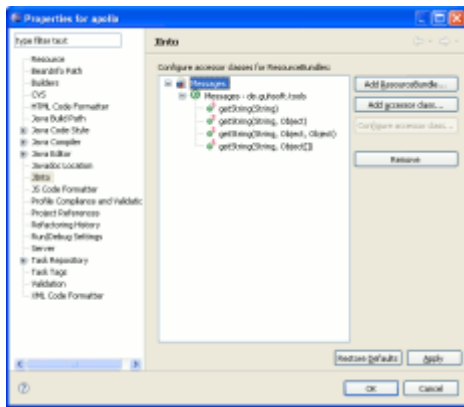 Properties for apolia
type filter text
Resource
BeanInfo Path
Builders
CVS
HTML Code Formatter
Java Build Path
Java Code Style
Java Compiler
Java Editor
Javadoc Location
JInto
JS Code Formatter
Profile Compliance and Validatic
Project References
Refactoring History
Run/Debug Settings
Server
Task Repository
Task Tags
Validation
XML Code Formatter
JInto
Configure accessor classes for ResourceBundles:
Messages
Messages - de.guhsoft.tools
getString(String)
getString(String, Object)
getString(String, Object, Object)
getString(String, Object[])
Add ResourceBundle...
Add accessor class...
Configure accessor class...
Remove
Restore Defaults
Apply
OK
Cancel